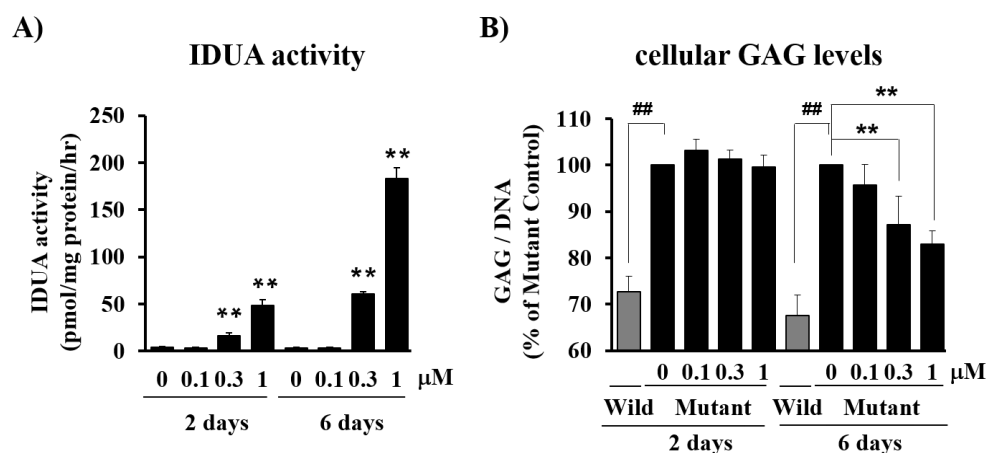 A)
IDUA activity
IDUA activity
(pmol/mg protein/hr)
250
200
150
100
50
0
**
**
**
**
0 0.1 0.3 1 0 0.1 0.3 1 μM
2 days 6 days
B)
cellular GAG levels
GAG / DNA
(% of Mutant Control)
110
100
90
80
70
60
##
##
**
**
0 0.1 0.3 1 0 0.1 0.3 1 μM
Wild Mutant Wild Mutant
2 days 6 days